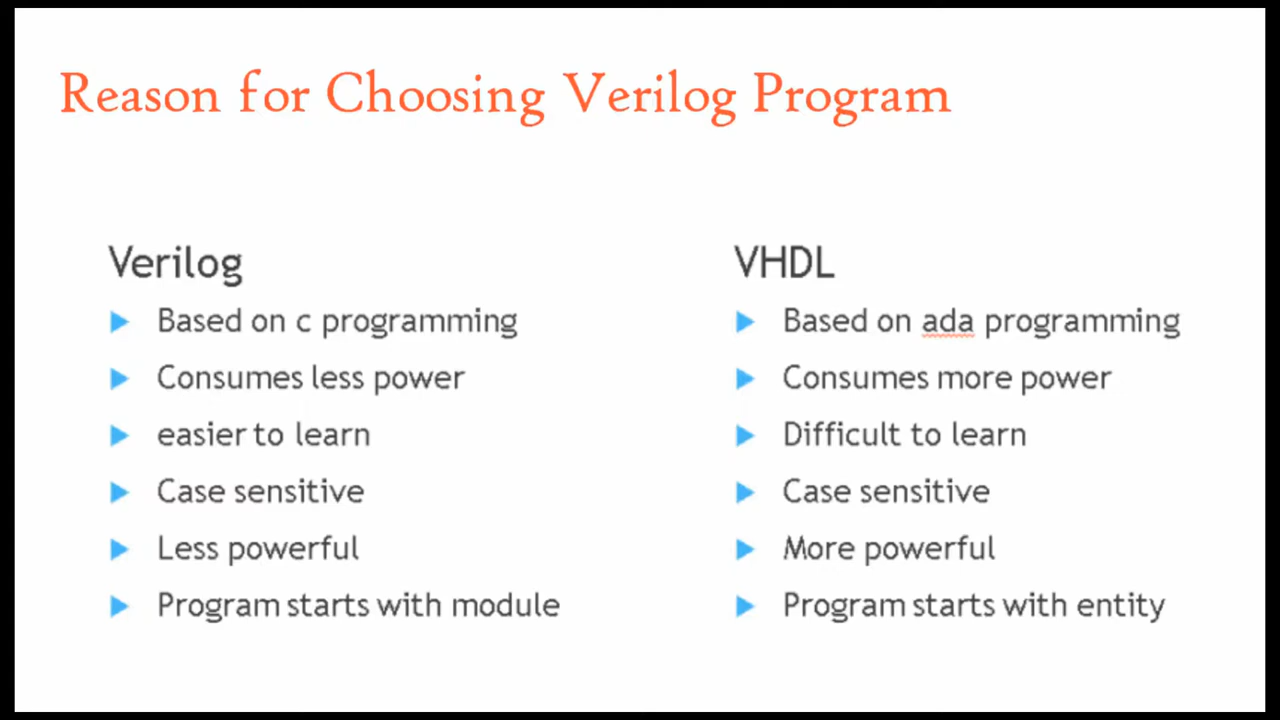 Reason for Choosing Verilog Program
Verilog
Based on c programming
Consumes less power
easier to learn
Case sensitive
Less powerful
Program starts with module
VHDL
Based on ada programming
Consumes more power
Difficult to learn
Case sensitive
More powerful
Program starts with entity